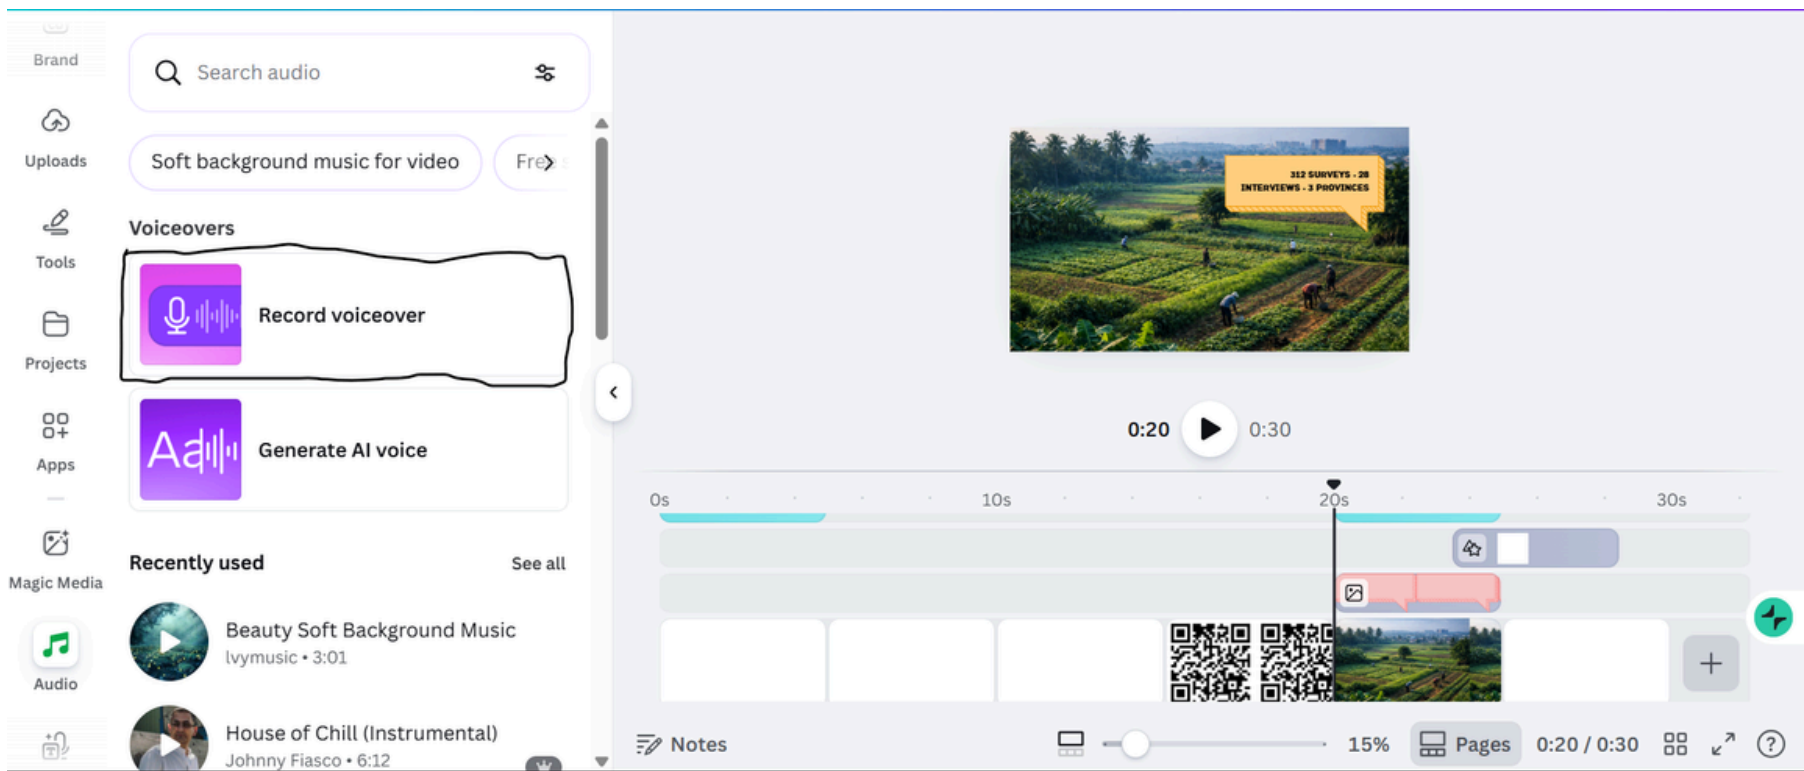 Brand
Uploads
Tools
Projects
Apps
Magic Media
Audio
Search audio
Soft background music for video
Free
Voiceovers
Record voiceover
Generate AI voice
Recently used
See all
Beauty Soft Background Music
Ivymusic • 3:01
House of Chill (Instrumental)
Johnny Fiasco • 6:12
312 SURVEYS - 28
INTERVIEWS - 3 PROVINCES
0:20
0:30
0s
10s
20s
30s
Notes
15%
Pages
0:20 / 0:30